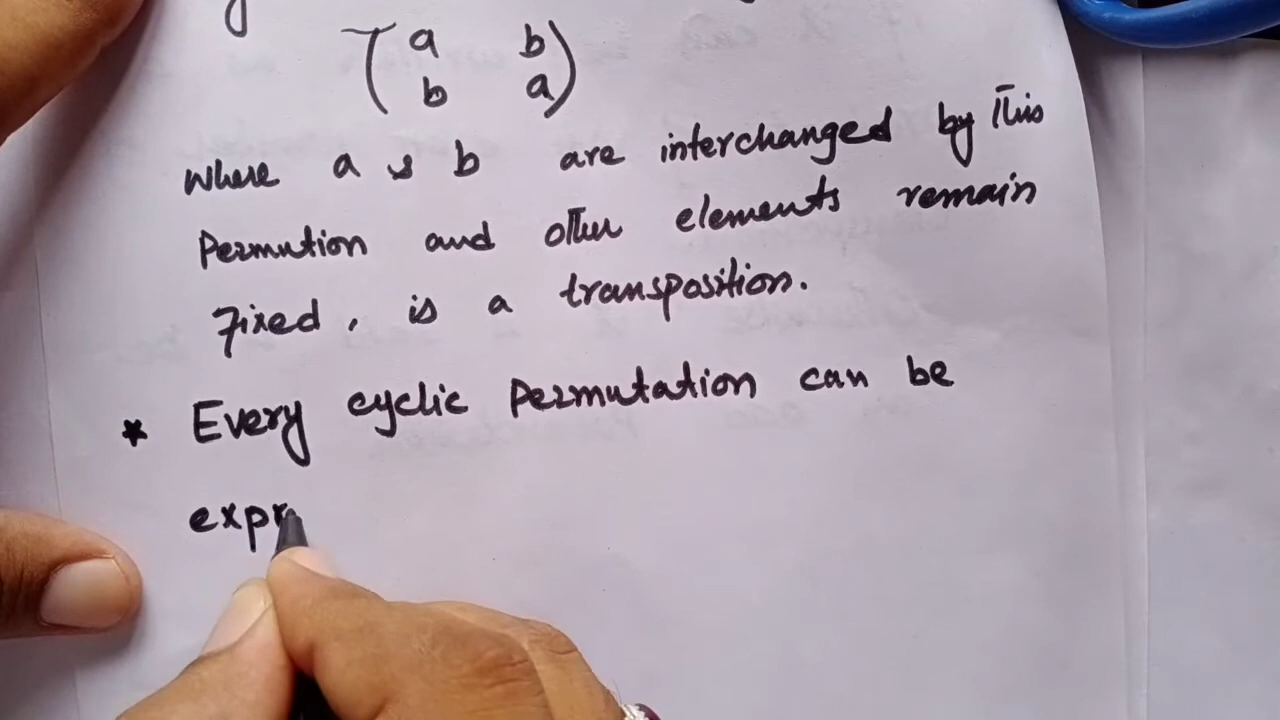 a b
b a
where a & b are interchanged by this
Permution and other elements remain
fixed, is a transposition.
* Every cyclic Permutation can be
expr